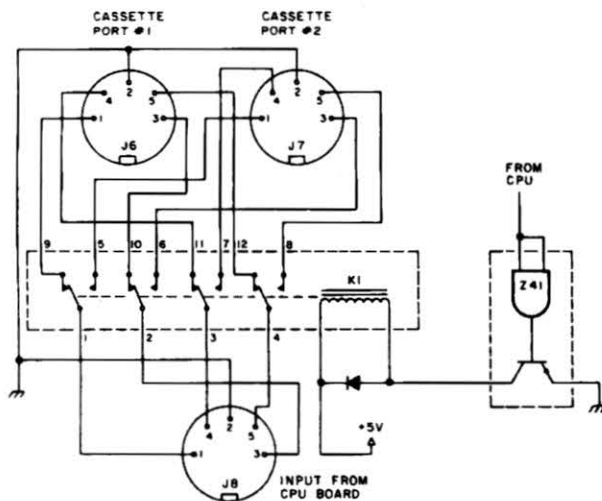 CASSETTE
PORT #1
CASSETTE
PORT #2
4
2
5
1
3
J6
4
2
5
1
3
J7
FROM
CPU
9
5
10
6
11
7
12
8
K1
Z41
1
2
3
4
+5V
4
2
5
1
3
J8
INPUT FROM
CPU BOARD